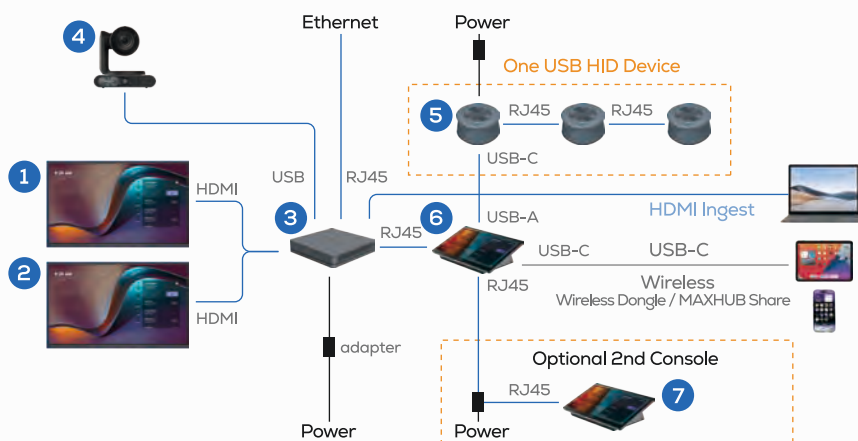 Ethernet
Power
4
One USB HID Device
5
RJ45
RJ45
USB-C
1
HDMI
USB
RJ45
3
6
USB-A
HDMI Ingest
RJ45
USB-C
USB-C
2
HDMI
RJ45
Wireless
Wireless Dongle / MAXHUB Share
adapter
Optional 2nd Console
RJ45
7
Power
Power